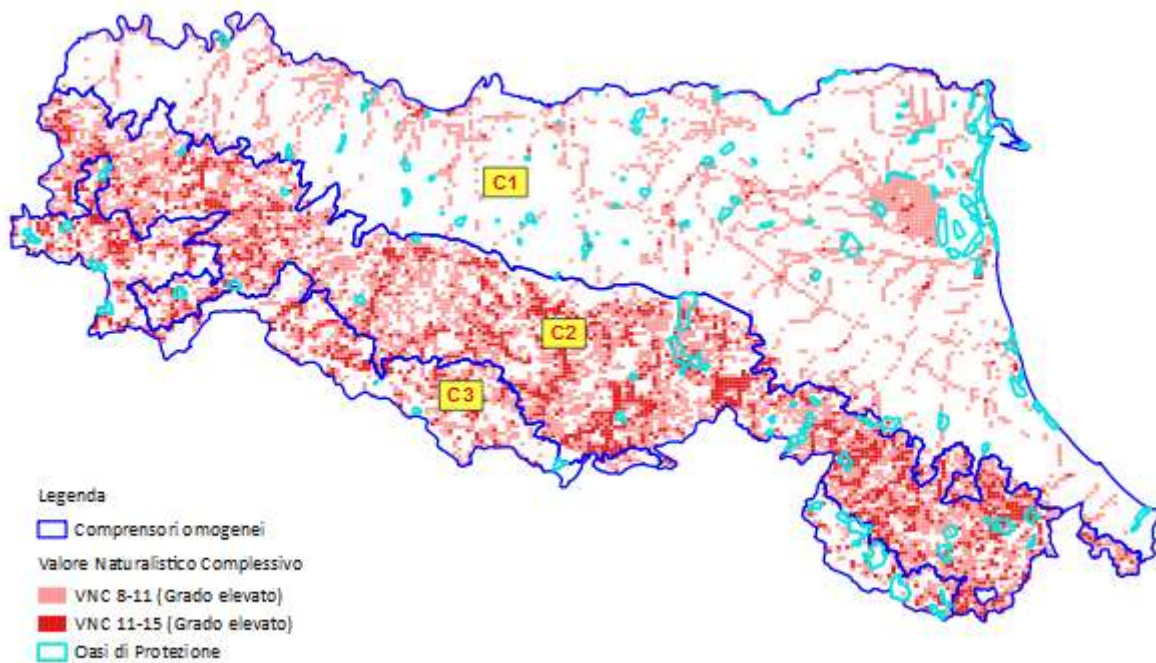 C1
C2
C3
Legenda
Comprensori omogenei
Valore Naturalistico Complessivo
VNC 8-11 (Grado elevato)
VNC 11-15 (Grado elevato)
Oasi di Protezione